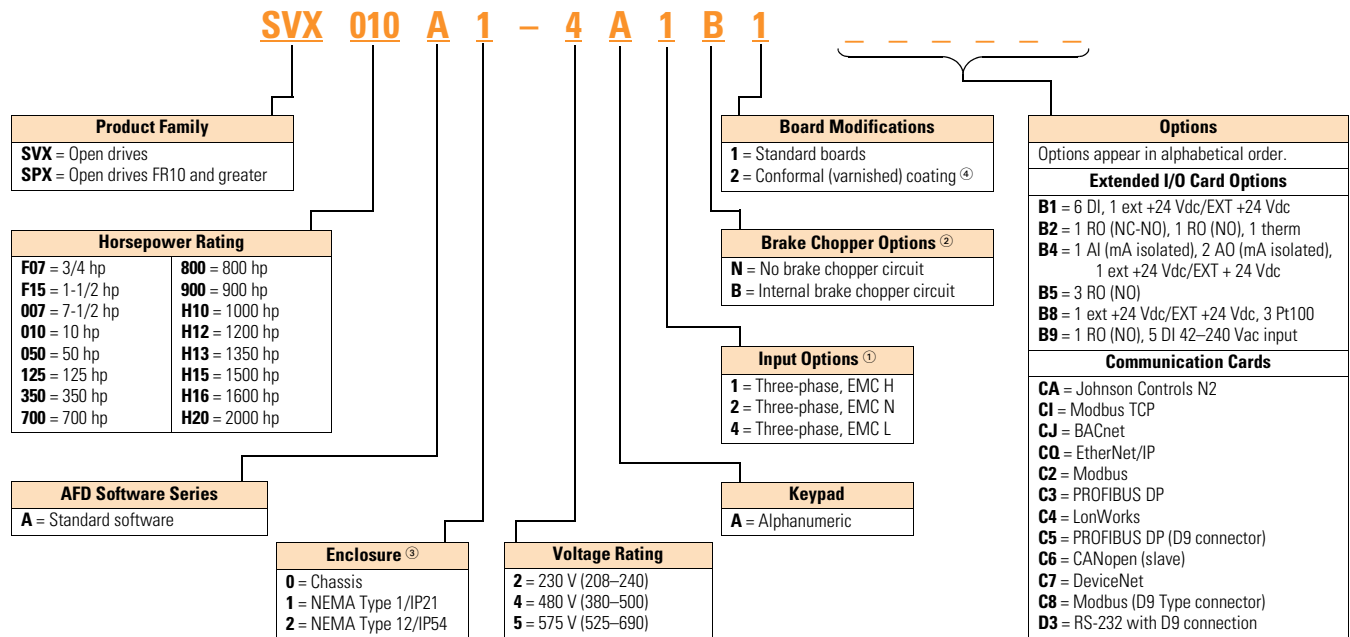 SVX 010 A 1 – 4 A 1 B 1 _ _ _ _ _ _
Product Family
SVX = Open drives
SPX = Open drives FR10 and greater
Horsepower Rating
F07 = 3/4 hp
F15 = 1-1/2 hp
007 = 7-1/2 hp
010 = 10 hp
050 = 50 hp
125 = 125 hp
350 = 350 hp
700 = 700 hp
800 = 800 hp
900 = 900 hp
H10 = 1000 hp
H12 = 1200 hp
H13 = 1350 hp
H15 = 1500 hp
H16 = 1600 hp
H20 = 2000 hp
AFD Software Series
A = Standard software
Enclosure ③
0 = Chassis
1 = NEMA Type 1/IP21
2 = NEMA Type 12/IP54
Voltage Rating
2 = 230 V (208–240)
4 = 480 V (380–500)
5 = 575 V (525–690)
Keypad
A = Alphanumeric
Input Options ①
1 = Three-phase, EMC H
2 = Three-phase, EMC N
4 = Three-phase, EMC L
Brake Chopper Options ②
N = No brake chopper circuit
B = Internal brake chopper circuit
Board Modifications
1 = Standard boards
2 = Conformal (varnished) coating ④
Options
Options appear in alphabetical order.
Extended I/O Card Options
B1 = 6 DI, 1 ext +24 Vdc/EXT +24 Vdc
B2 = 1 RO (NC-NO), 1 RO (NO), 1 therm
B4 = 1 AI (mA isolated), 2 AO (mA isolated),
1 ext +24 Vdc/EXT + 24 Vdc
B5 = 3 RO (NO)
B8 = 1 ext +24 Vdc/EXT +24 Vdc, 3 Pt100
B9 = 1 RO (NO), 5 DI 42–240 Vac input
Communication Cards
CA = Johnson Controls N2
CI = Modbus TCP
CJ = BACnet
CQ = EtherNet/IP
C2 = Modbus
C3 = PROFIBUS DP
C4 = LonWorks
C5 = PROFIBUS DP (D9 connector)
C6 = CANopen (slave)
C7 = DeviceNet
C8 = Modbus (D9 Type connector)
D3 = RS-232 with D9 connection